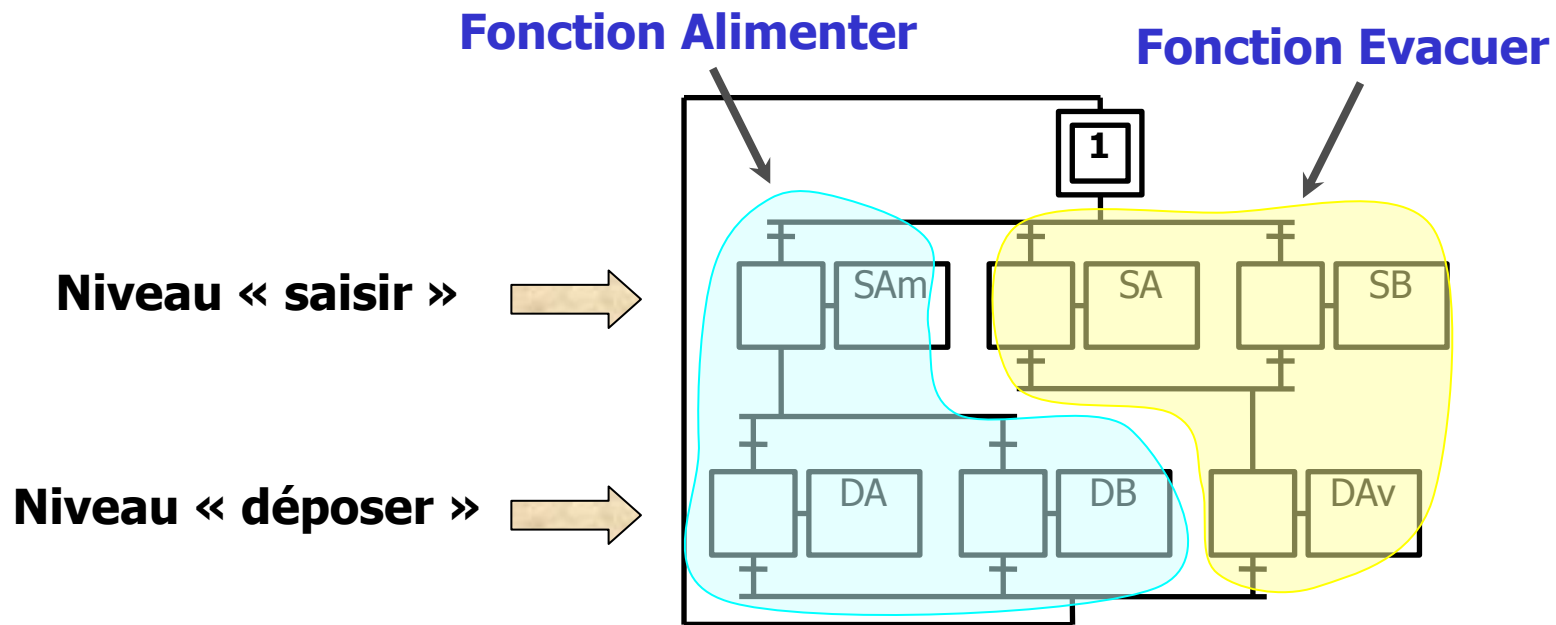 Fonction Alimenter
Fonction Evacuer
1
Niveau « saisir »
SAm
SA
SB
Niveau « déposer »
DA
DB
DAv